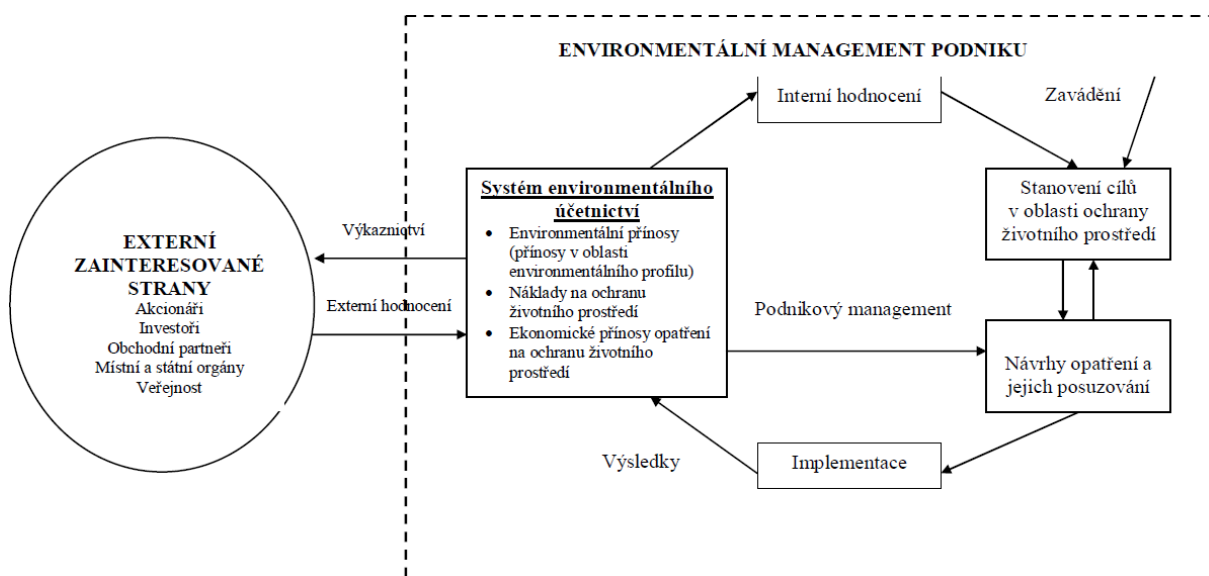 ENVIRONMENTÁLNÍ MANAGEMENT PODNIKU
Interní hodnocení
Zavádění
Systém environmentálního
účetnictví
• Environmentální přínosy
(přínosy v oblasti
environmentálního profilu)
• Náklady na ochranu
životního prostředí
• Ekonomické přínosy opatření
na ochranu životního
prostředí
Stanovení cílů
v oblasti ochrany
životního prostředí
Výkaznictví
EXTERNÍ
ZAINTERESOVANÉ
STRANY
Akcionáři
Investoři
Obchodní partneři
Místní a státní orgány
Veřejnost
Externí hodnocení
Podnikový management
Návrhy opatření a
jejich posuzování
Výsledky
Implementace